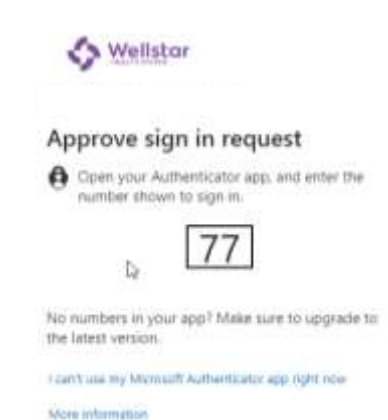 Wellstar
Approve sign in request
Open your Authenticator app, and enter the
number shown to sign in.
77
No numbers in your app? Make sure to upgrade to
the latest version.
I can't use my Microsoft Authenticator app right now
More information